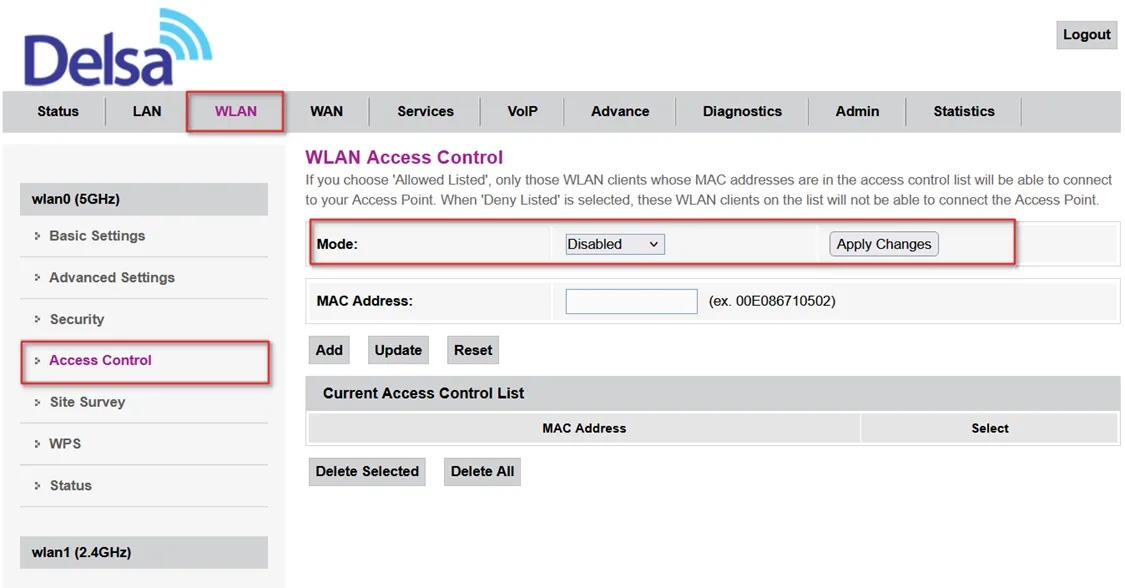 Delsa
Logout
Status LAN WLAN WAN Services VoIP Advance Diagnostics Admin Statistics
wlan0 (5GHz)
Basic Settings
Advanced Settings
Security
Access Control
Site Survey
WPS
Status
wlan1 (2.4GHz)
WLAN Access Control
If you choose 'Allowed Listed', only those WLAN clients whose MAC addresses are in the access control list will be able to connect
to your Access Point. When 'Deny Listed' is selected, these WLAN clients on the list will not be able to connect the Access Point.
Mode: Disabled Apply Changes
MAC Address: (ex. 00E086710502)
Add Update Reset
Current Access Control List
MAC Address Select
Delete Selected Delete All